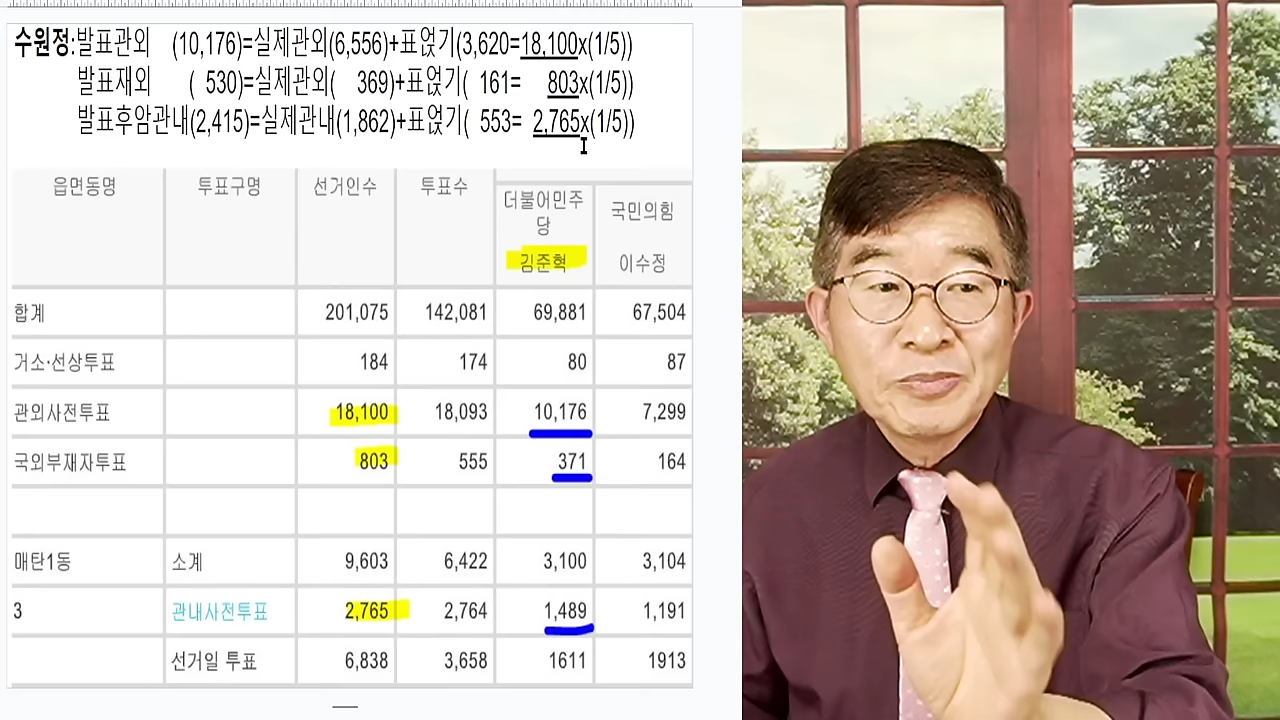 수원정:발표관외 (10,176)=실제관외(6,556)+표얹기(3,620=18,100x(1/5))
발표재외 ( 530)=실제관외( 369)+표얹기( 161= 803x(1/5))
발표후암관내(2,415)=실제관내(1,862)+표얹기( 553= 2,765x(1/5))
읍면동명 투표구명 선거인수 투표수 더불어민주당 김준혁 국민의힘 이수정
합계 201,075 142,081 69,881 67,504
거소·선상투표 184 174 80 87
관외사전투표 18,100 18,093 10,176 7,299
국외부재자투표 803 555 371 164
매탄1동 소계 9,603 6,422 3,100 3,104
3 관내사전투표 2,765 2,764 1,489 1,191
선거일 투표 6,838 3,658 1611 1913